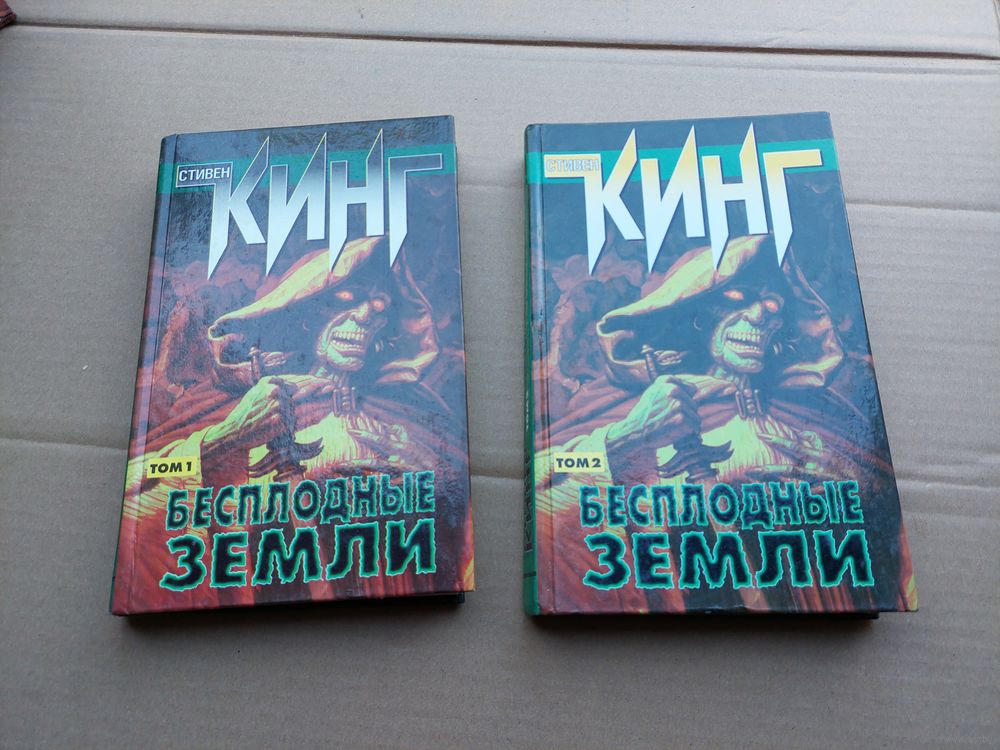 СТИВЕН
КИНГ
ТОМ 1
БЕСПЛОДНЫЕ
ЗЕМЛИ
СТИВЕН
КИНГ
ТОМ 2
БЕСПЛОДНЫЕ
ЗЕМЛИ